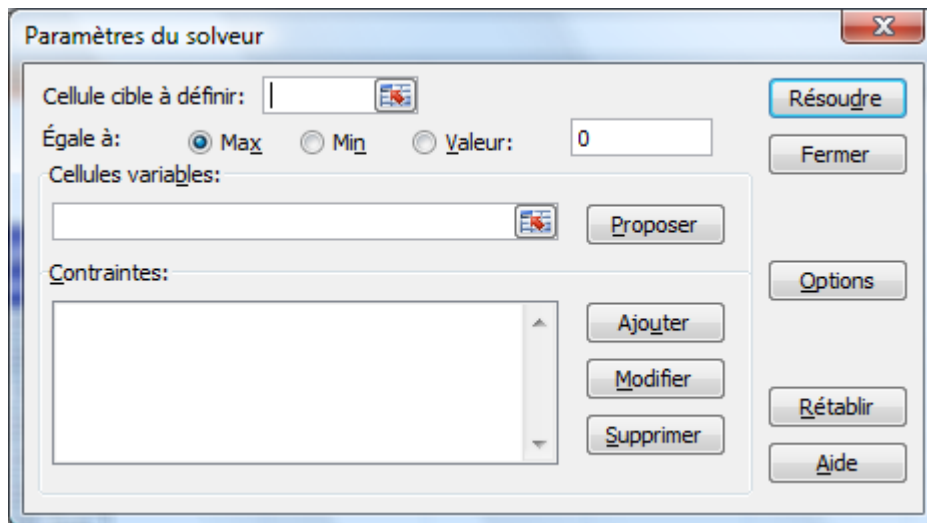 Paramètres du solveur
Cellule cible à définir:
Résoudre
Égale à: Max Min Valeur: 0
Fermer
Cellules variables:
Proposer
Contraintes:
Options
Ajouter
Modifier
Rétablir
Supprimer
Aide